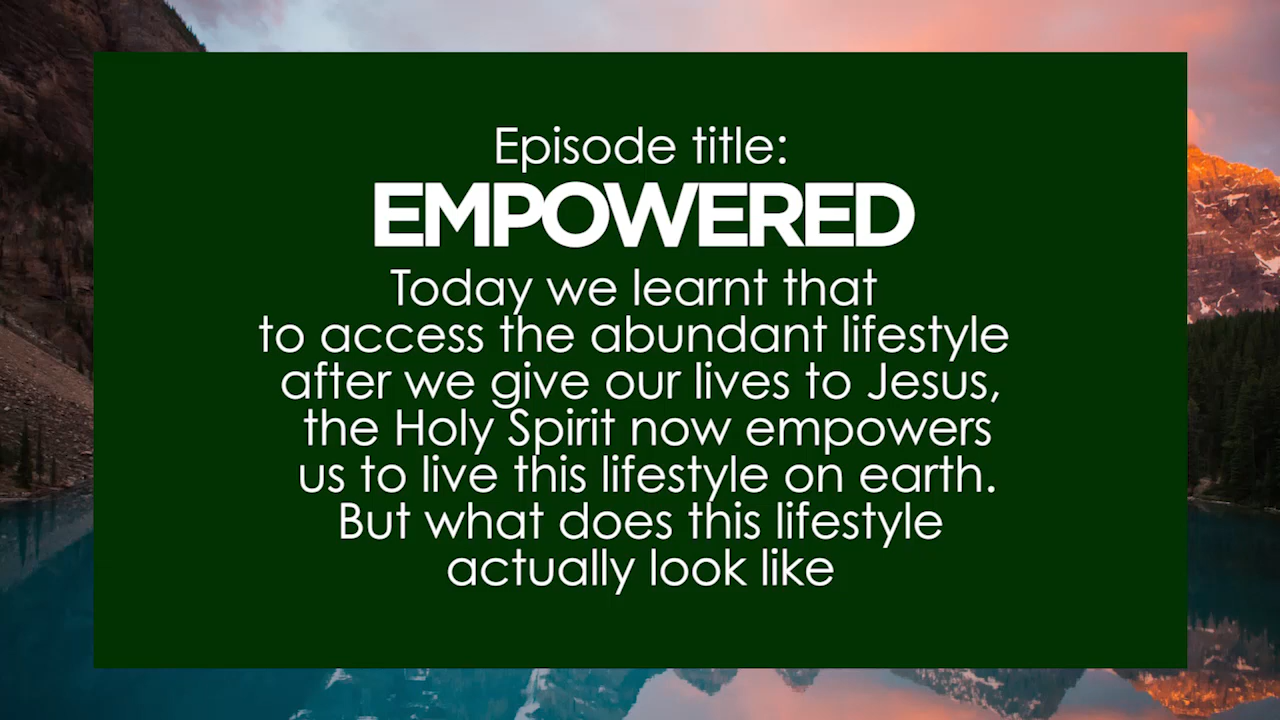 Episode title:
EMPOWERED
Today we learnt that
to access the abundant lifestyle
after we give our lives to Jesus,
the Holy Spirit now empowers
us to live this lifestyle on earth.
But what does this lifestyle
actually look like